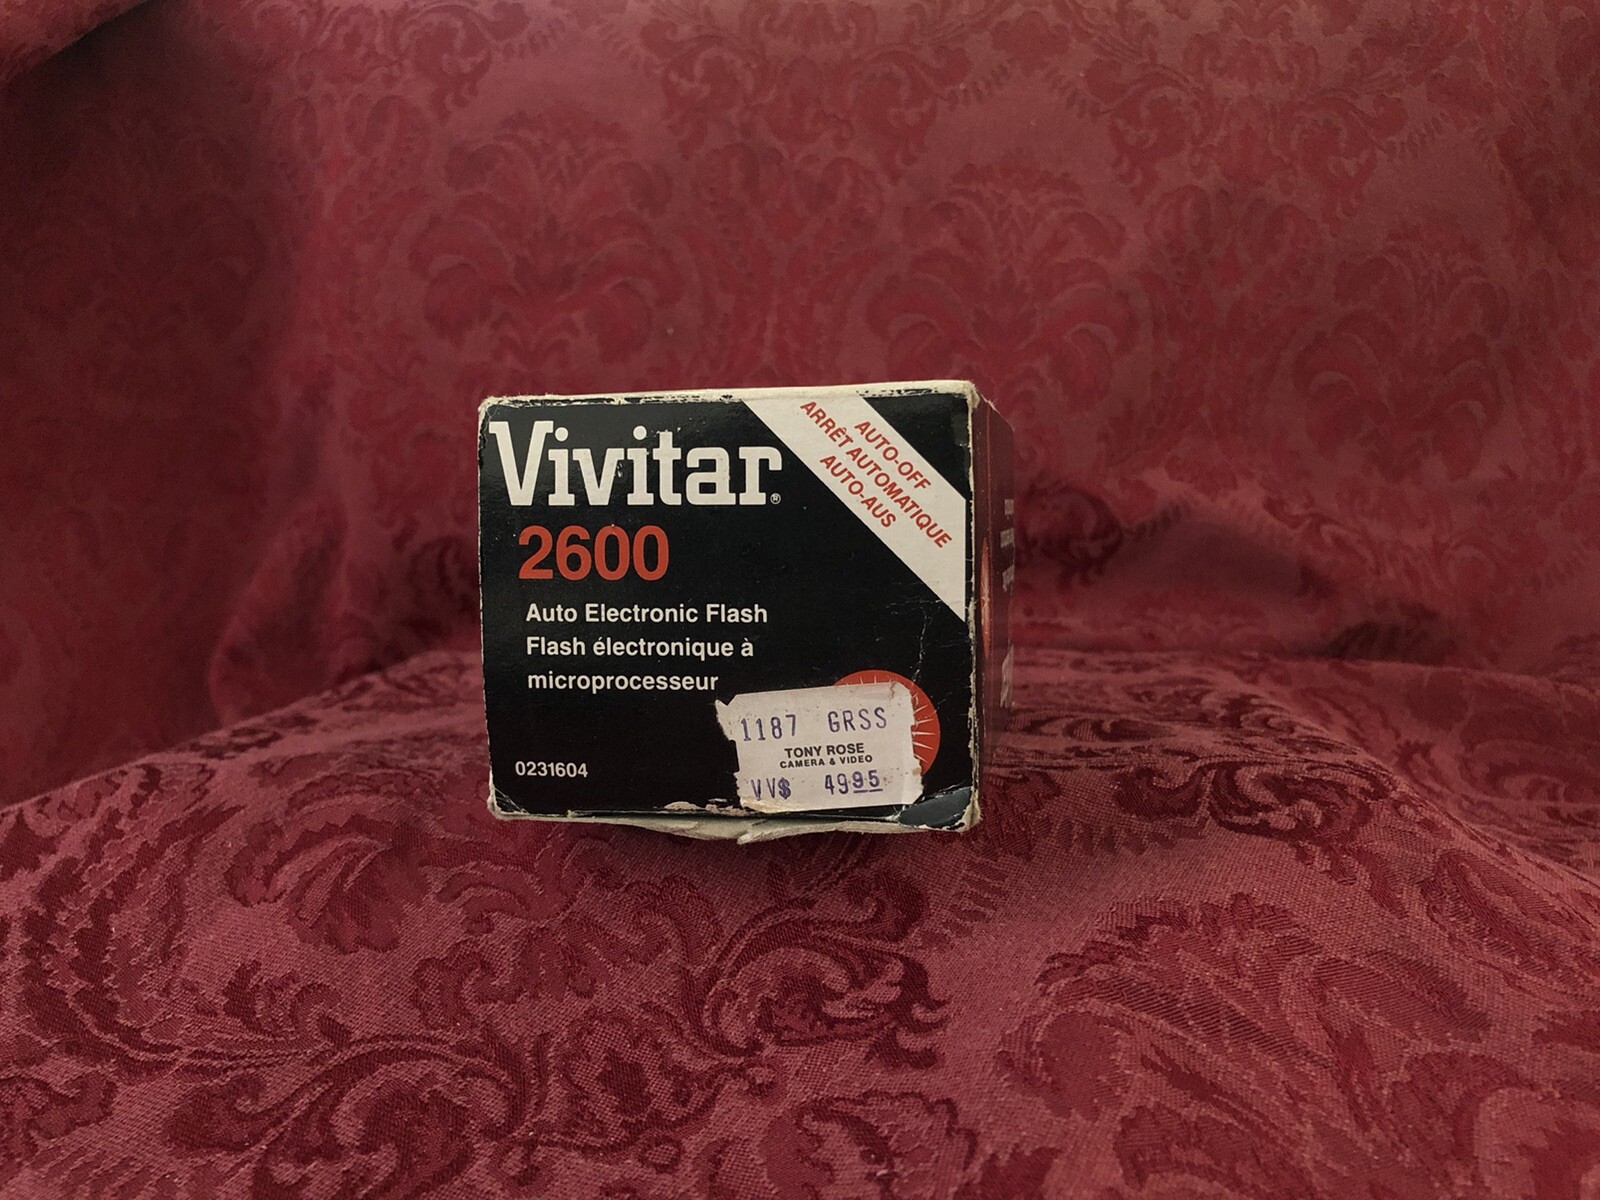 Vivitar®
2600
Auto Electronic Flash
Flash électronique à
microprocesseur
0231604
AUTO-OFF
ARRÊT AUTOMATIQUE
AUTO-AUS
1187 GRSS
TONY ROSE
CAMERA & VIDEO
VV$ 4995